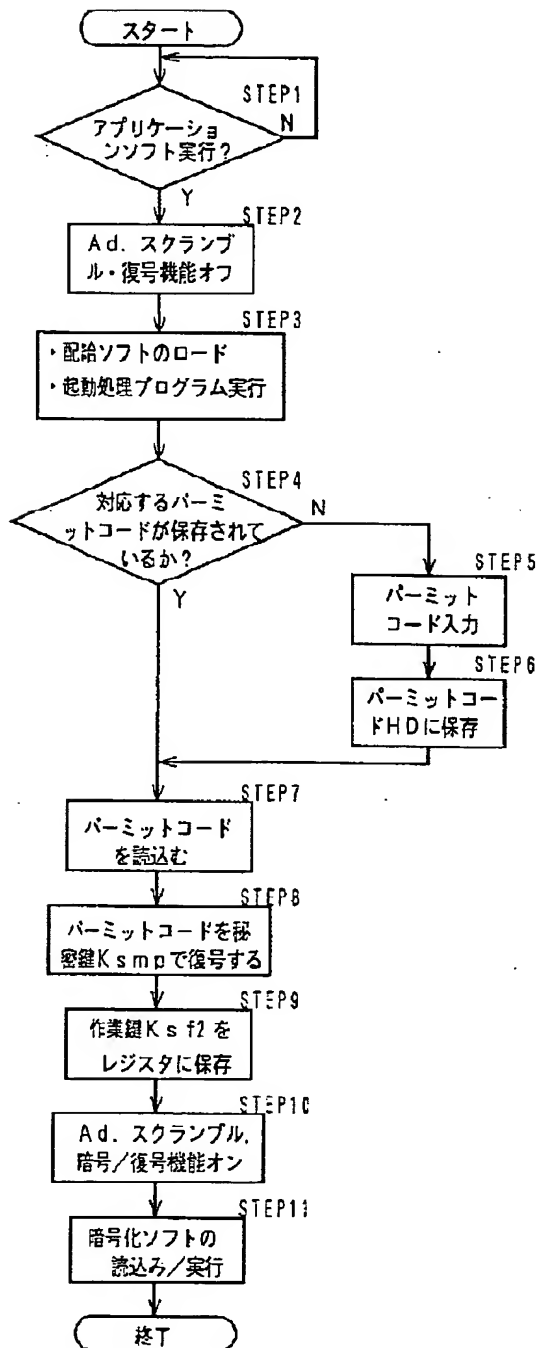 スタート
STEP1
アプリケーショ
ンソフト実行?
N
Y
STEP2
Ad. スクランブ
ル・復号機能オフ
STEP3
・配給ソフトのロード
・起動処理プログラム実行
STEP4
対応するパーミ
ットコードが保存されて
いるか?
N
Y
STEP5
パーミット
コード入力
STEP6
パーミットコー
ドHDに保存
STEP7
パーミットコード
を読込む
STEP8
パーミットコードを秘
密鍵Ksmpで復号する
STEP9
作業鍵Ksf2を
レジスタに保存
STEP10
Ad. スクランブル,
暗号/復号機能オン
STEP11
暗号化ソフトの
読込み/実行
終了